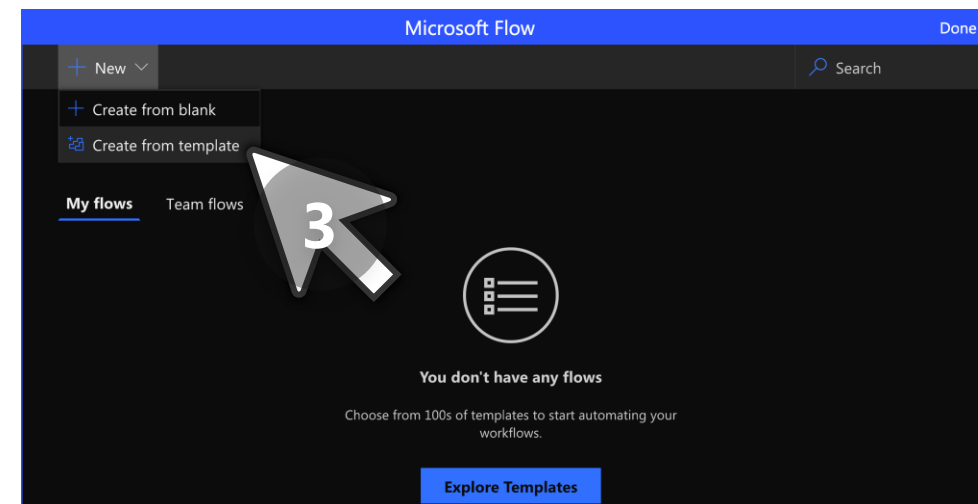 Microsoft Flow
Done
New
Search
Create from blank
Create from template
My flows
Team flows
3
You don't have any flows
Choose from 100s of templates to start automating your
workflows.
Explore Templates